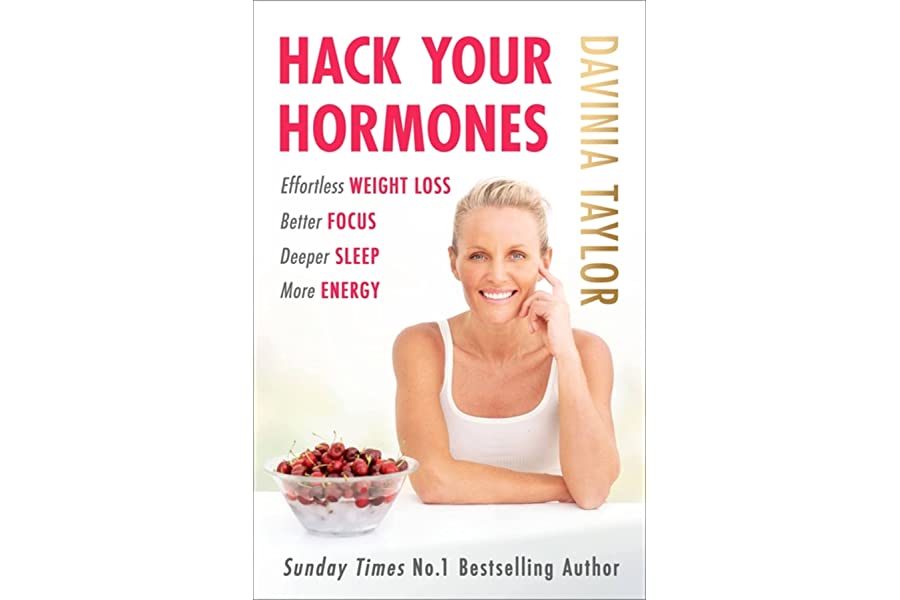 HACK YOUR
HORMONES
Effortless WEIGHT LOSS
Better FOCUS
Deeper SLEEP
More ENERGY
DAVINIA TAYLOR
Sunday Times No.1 Bestselling Author